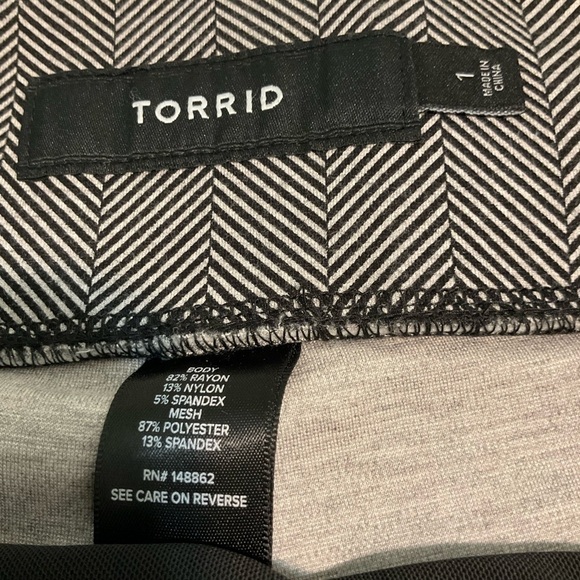 TORRID
1
MADE IN
CHINA
BODY
82% RAYON
13% NYLON
5% SPANDEX
MESH
87% POLYESTER
13% SPANDEX
RN# 148862
SEE CARE ON REVERSE